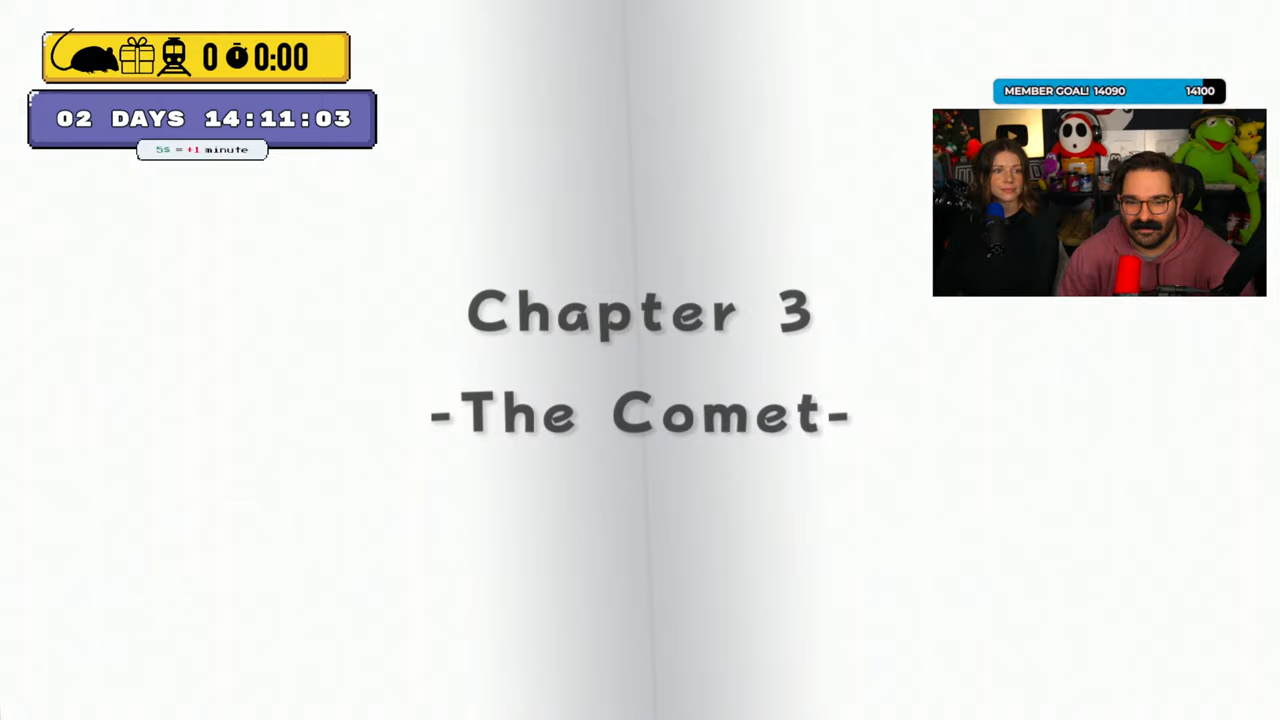 0 0:00
02 DAYS 14:11:03
5$ = +1 minute
MEMBER GOAL! 14090 14100
Chapter 3
-The Comet-